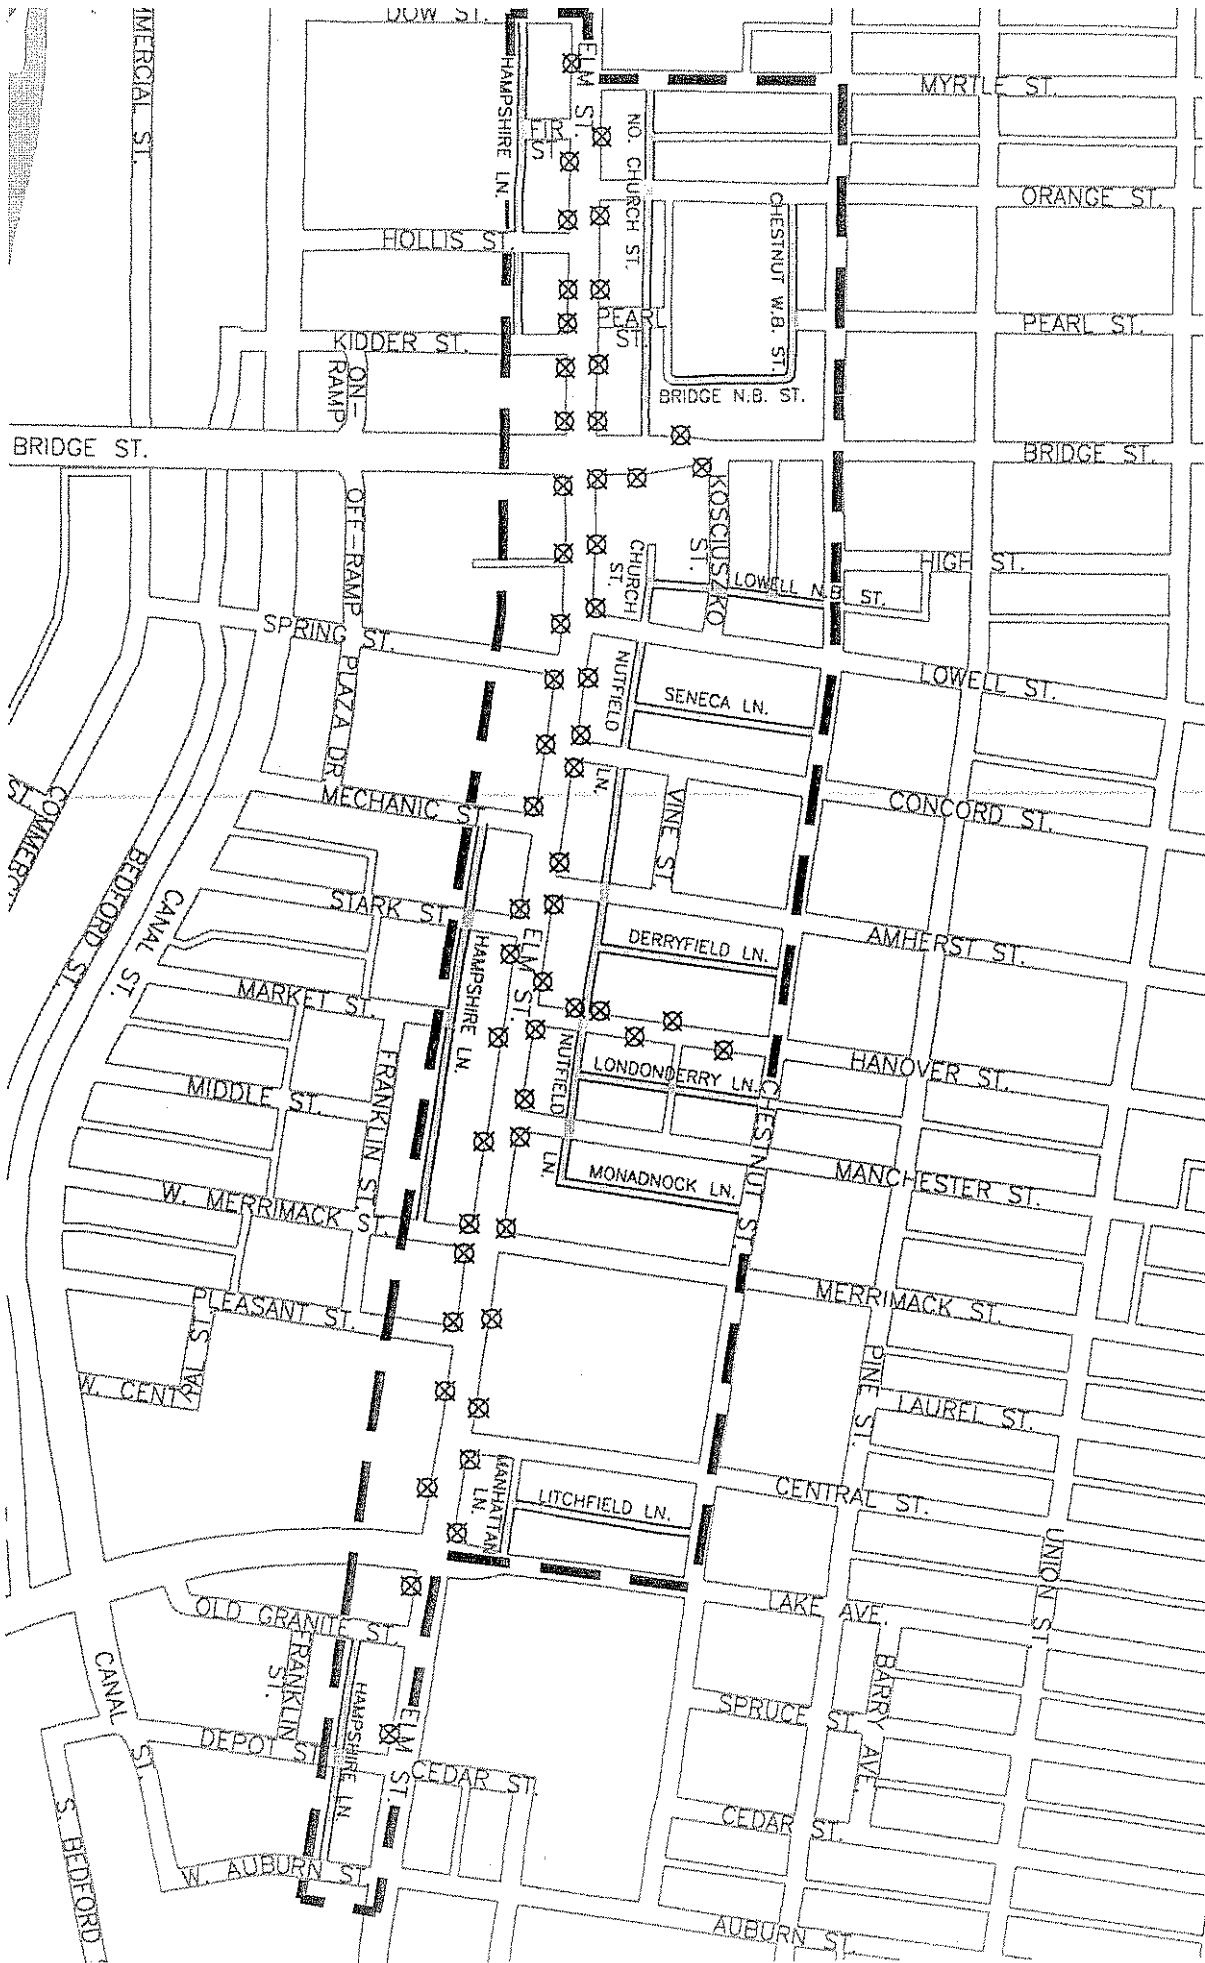 DOW ST.
MMERCIAL ST.
HAMPSHIRE LN.
ELM ST.
MYRTLE ST.
FIR ST
NO. CHURCH ST.
CHESTNUT W.B. ST.
ORANGE ST.
HOLLIS ST.
PEARL ST.
PEARL ST.
KIDDER ST.
ON-RAMP
BRIDGE N.B. ST.
BRIDGE ST.
BRIDGE ST.
OFF-RAMP
KOSCIUSZKO ST.
CHURCH ST.
HIGH ST.
LOWELL N.B. ST.
SPRING ST.
NUTFIELD LN.
SENECA LN.
LOWELL ST.
PLAZA DR.
MECHANIC ST
VINE ST.
CONCORD ST.
COMMERC
ST
BEDFORD ST.
CANAL ST.
STARK ST.
ELM ST.
HAMPSHIRE LN.
DERRYFIELD LN.
AMHERST ST.
MARKET ST.
FRANKLIN ST.
NUTFIELD LN.
LONDONDERRY LN.
HANOVER ST.
MIDDLE ST.
CHESTNUT ST.
MONADNOCK LN.
MANCHESTER ST.
W. MERRIMACK ST.
PLEASANT ST.
MERRIMACK ST.
W. CENTRAL ST.
PINE ST.
LAUREL ST.
MANHATTAN LN.
LITCHFIELD LN.
CENTRAL ST.
UNION ST.
OLD GRANITE ST.
LAKE AVE.
FRANKLIN ST.
CANAL ST.
HAMPSHIRE LN.
BARRY AVE.
SPRUCE ST.
DEPOT ST
ELM ST.
CEDAR ST.
CEDAR ST.
S. BEDFORD
W. AUBURN ST.
AUBURN ST.